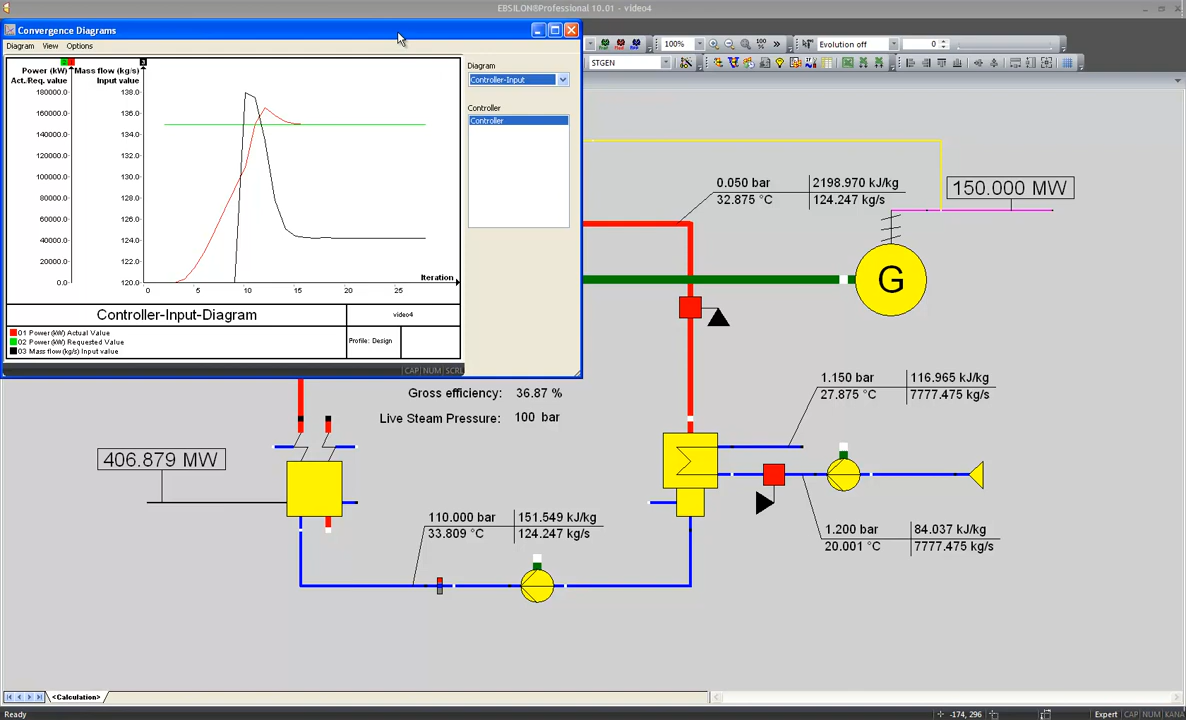 EBSILON®Professional 10.01 - video4
Convergence Diagrams
Diagram View Options
100%
100%
Evolution off
0
STGEN
Power (kW) Mass flow (kg/s)
Act./Req. value Input value
180000.0 138.0
160000.0 136.0
140000.0 134.0
120000.0 132.0
100000.0 130.0
80000.0 128.0
60000.0 126.0
40000.0 124.0
20000.0 122.0
0.0 120.0
Iteration
0 5 10 15 20 25
Controller-Input-Diagram
video4
01 Power (kW) Actual Value
02 Power (kW) Requested Value
03 Mass flow (kg/s) Input value
Profile: Design
Diagram
Controller-Input
Controller
Controller
CAP NUM SCRL
0.050 bar 2198.970 kJ/kg
32.875 °C 124.247 kg/s
150.000 MW
G
Gross efficiency: 36.87 %
Live Steam Pressure: 100 bar
1.150 bar 116.965 kJ/kg
27.875 °C 7777.475 kg/s
406.879 MW
110.000 bar 151.549 kJ/kg
33.809 °C 124.247 kg/s
1.200 bar 84.037 kJ/kg
20.001 °C 7777.475 kg/s
<Calculation>
Ready
-174, 296
Expert CAP NUM KANA